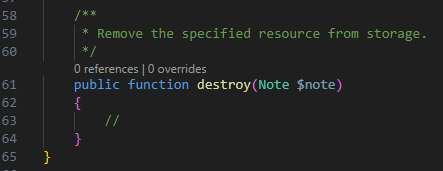 58 /**
59 * Remove the specified resource from storage.
60 */
0 references | 0 overrides
61 public function destroy(Note $note)
62 {
63 //
64 }
65 }